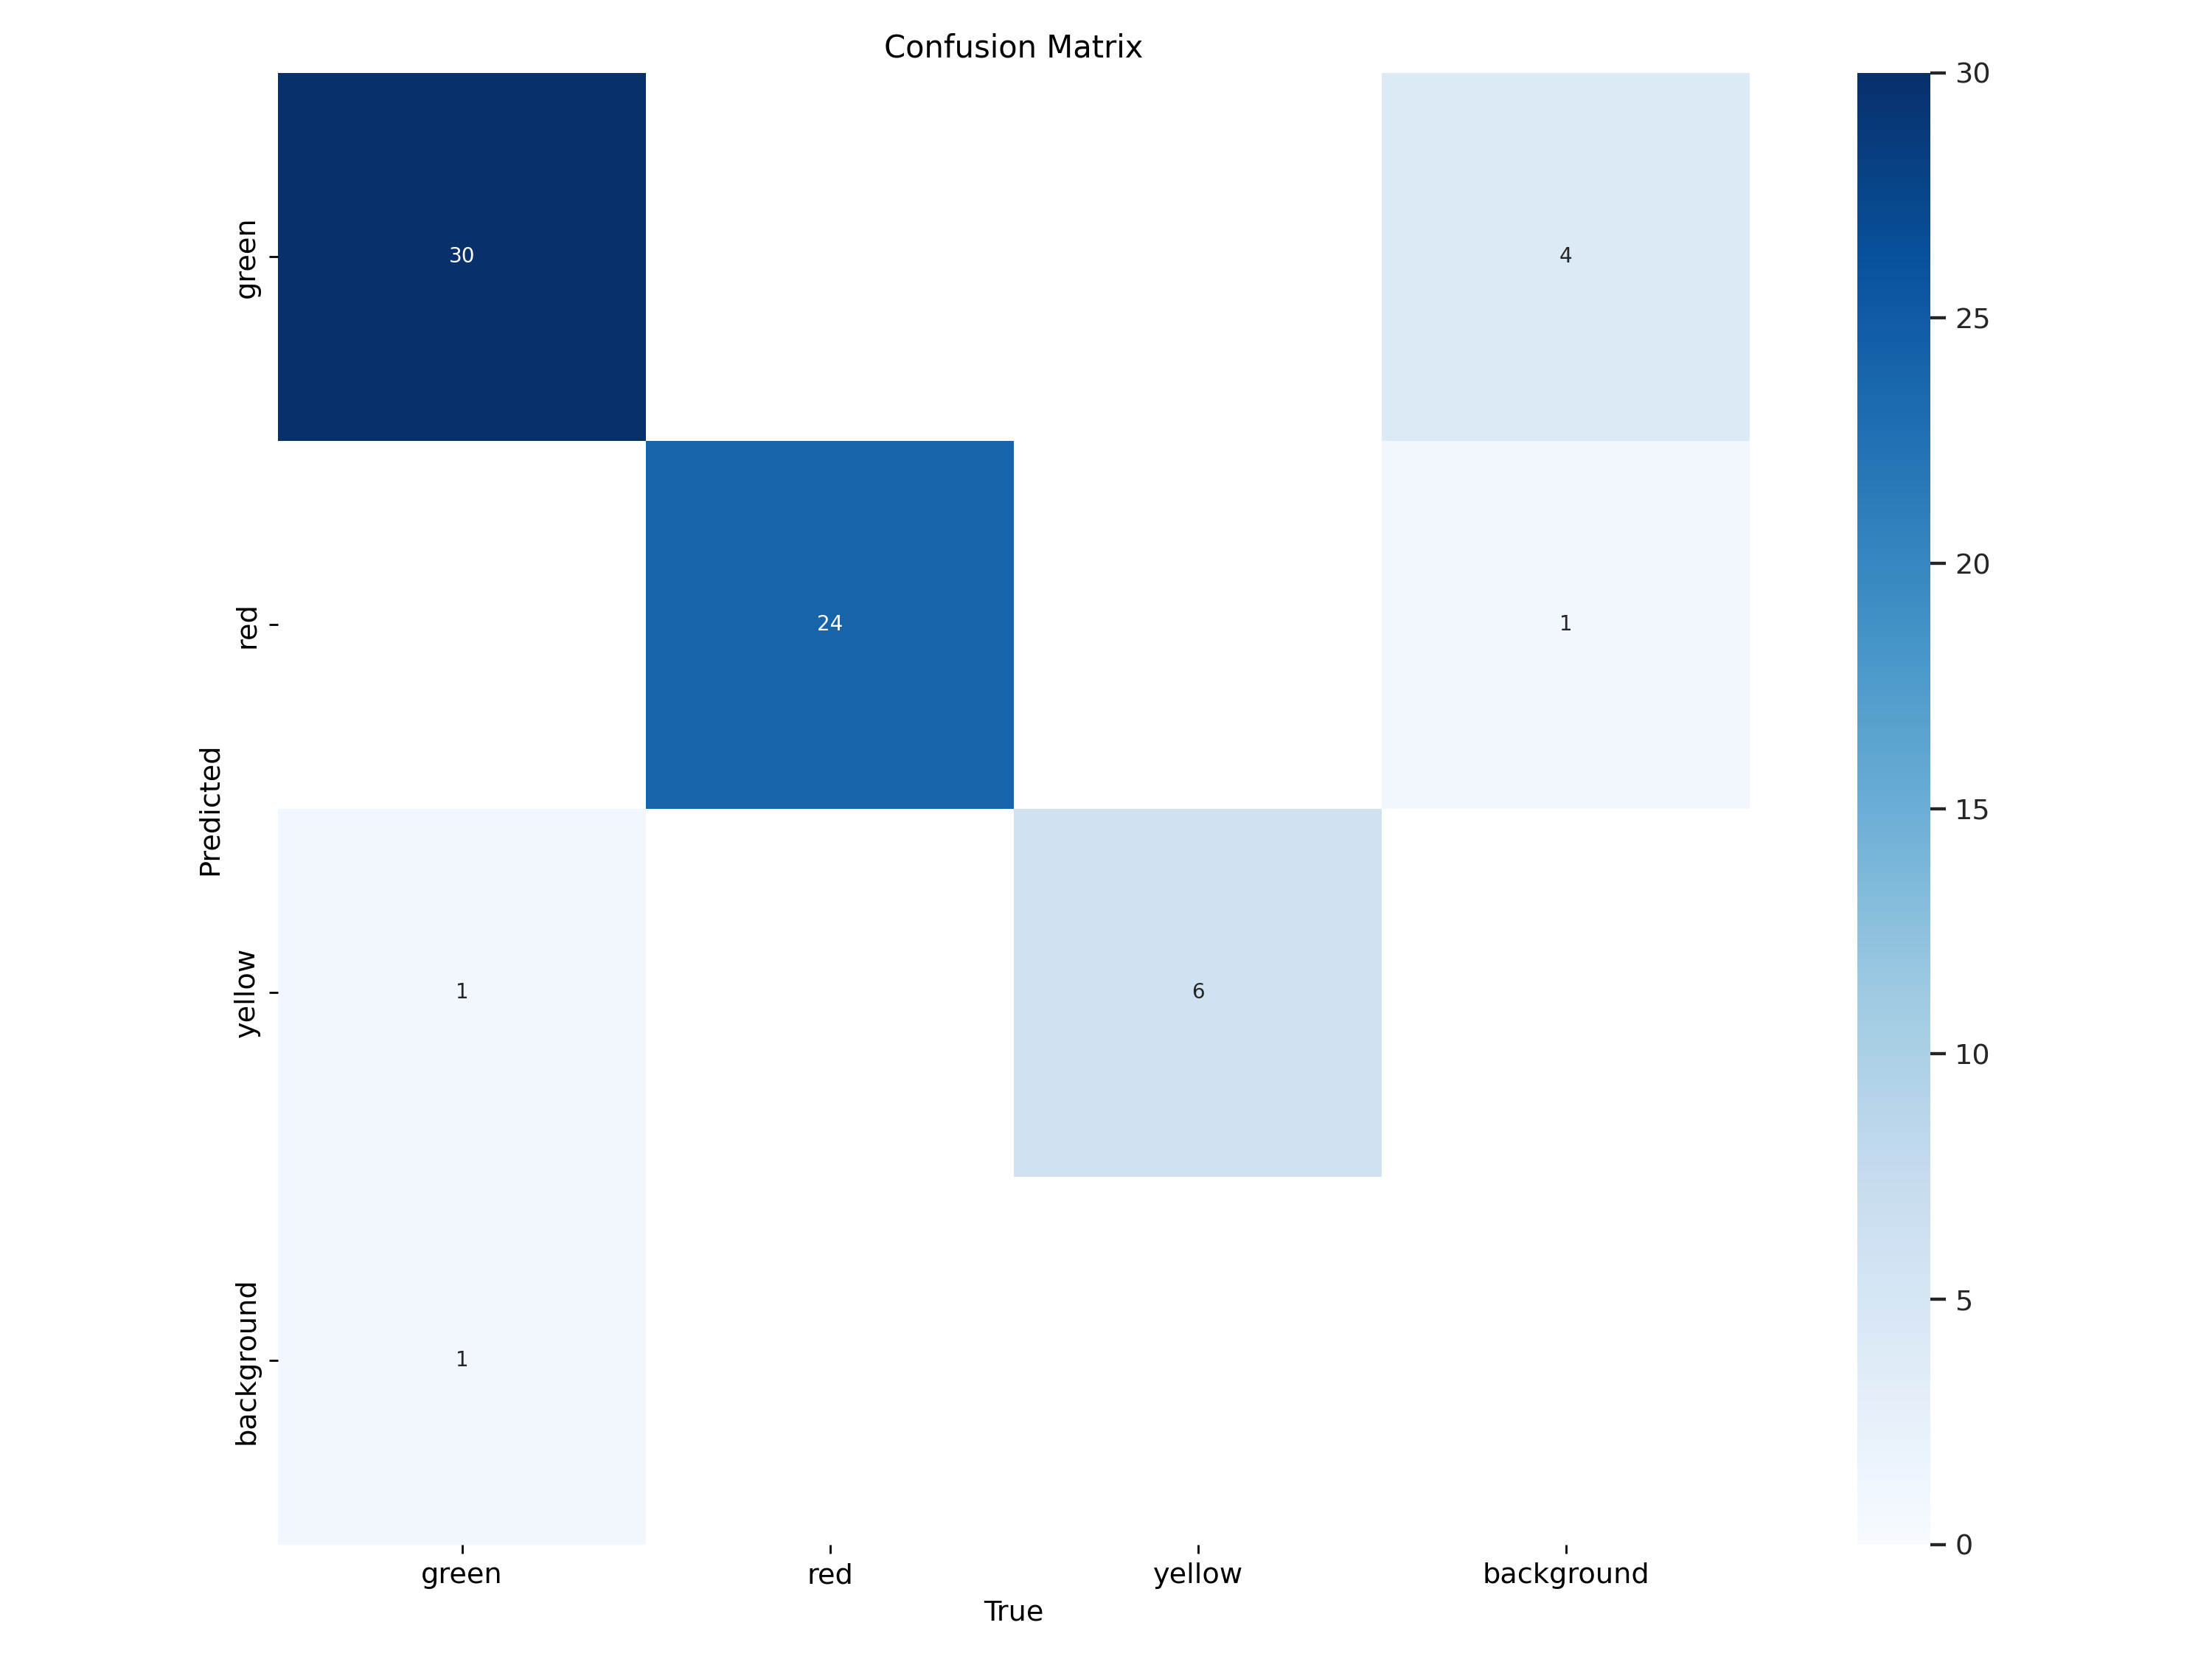 Confusion Matrix
green
30
4
30
25
red
24
1
20
Predicted
15
yellow
1
6
10
background
1
5
0
green
red
yellow
background
True